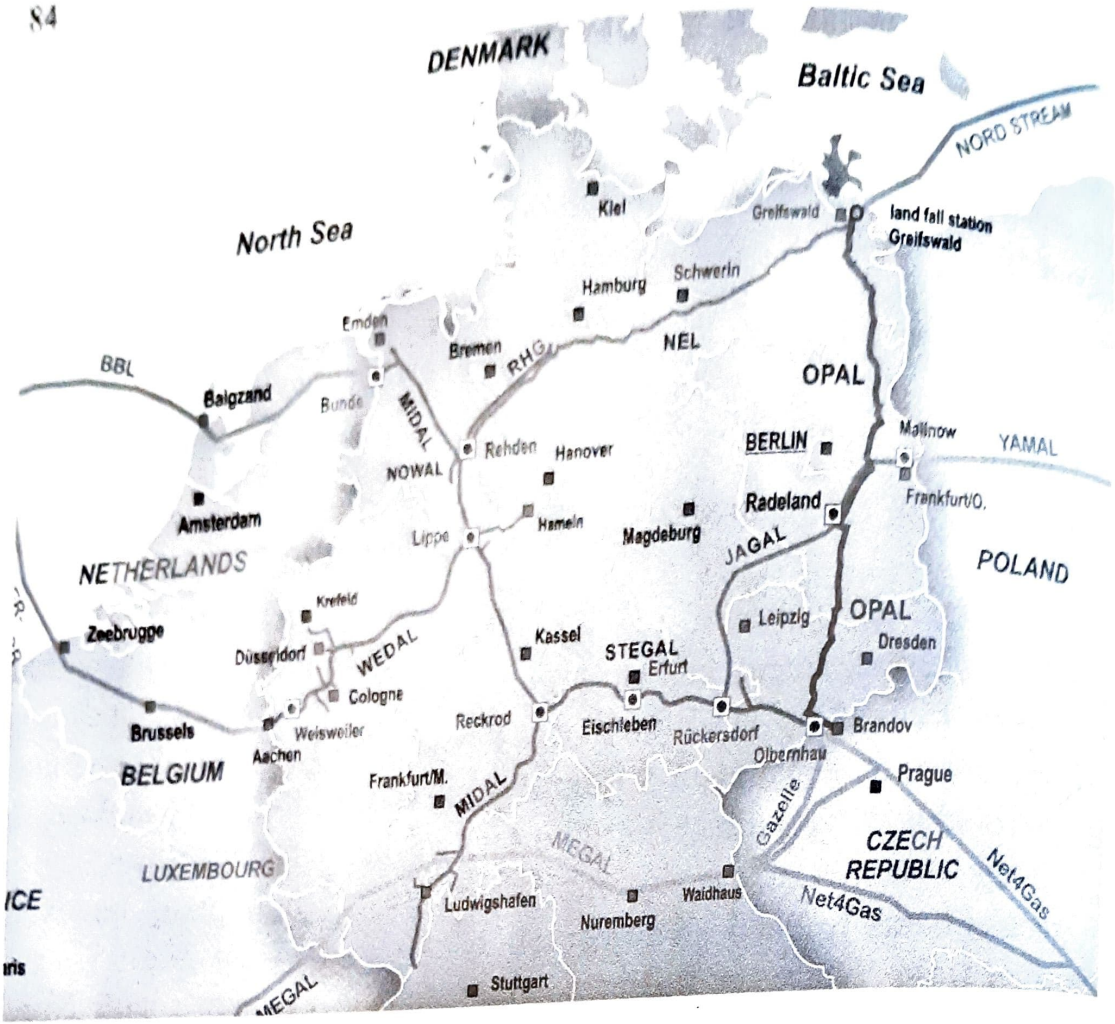 84
DENMARK
Baltic Sea
NORD STREAM
Kiel
Greifswald
land fall station
Greifswald
North Sea
Schwerin
Hamburg
Emden
Bremen
RHG
NEL
BBL
OPAL
Balgzand
Bunde
MIDAL
Mallnow
BERLIN
YAMAL
Rehden
Hanover
NOWAL
Frankfurt/O.
Amsterdam
Radeland
Lippe
Hameln
Magdeburg
JAGAL
NETHERLANDS
POLAND
Krefeld
Leipzig
OPAL
Zeebrugge
Kassel
STEGAL
Dresden
Düsseldorf
WEDAL
Erfurt
Cologne
Reckrod
Eischleben
Rückersdorf
Brandov
Brussels
Weisweiler
Aachen
Olbernhau
BELGIUM
Frankfurt/M.
MIDAL
Prague
Gazelle
CZECH
REPUBLIC
MEGAL
LUXEMBOURG
Net4Gas
ICE
Ludwigshafen
Waidhaus
Net4Gas
Nuremberg
aris
Stuttgart
MEGAL